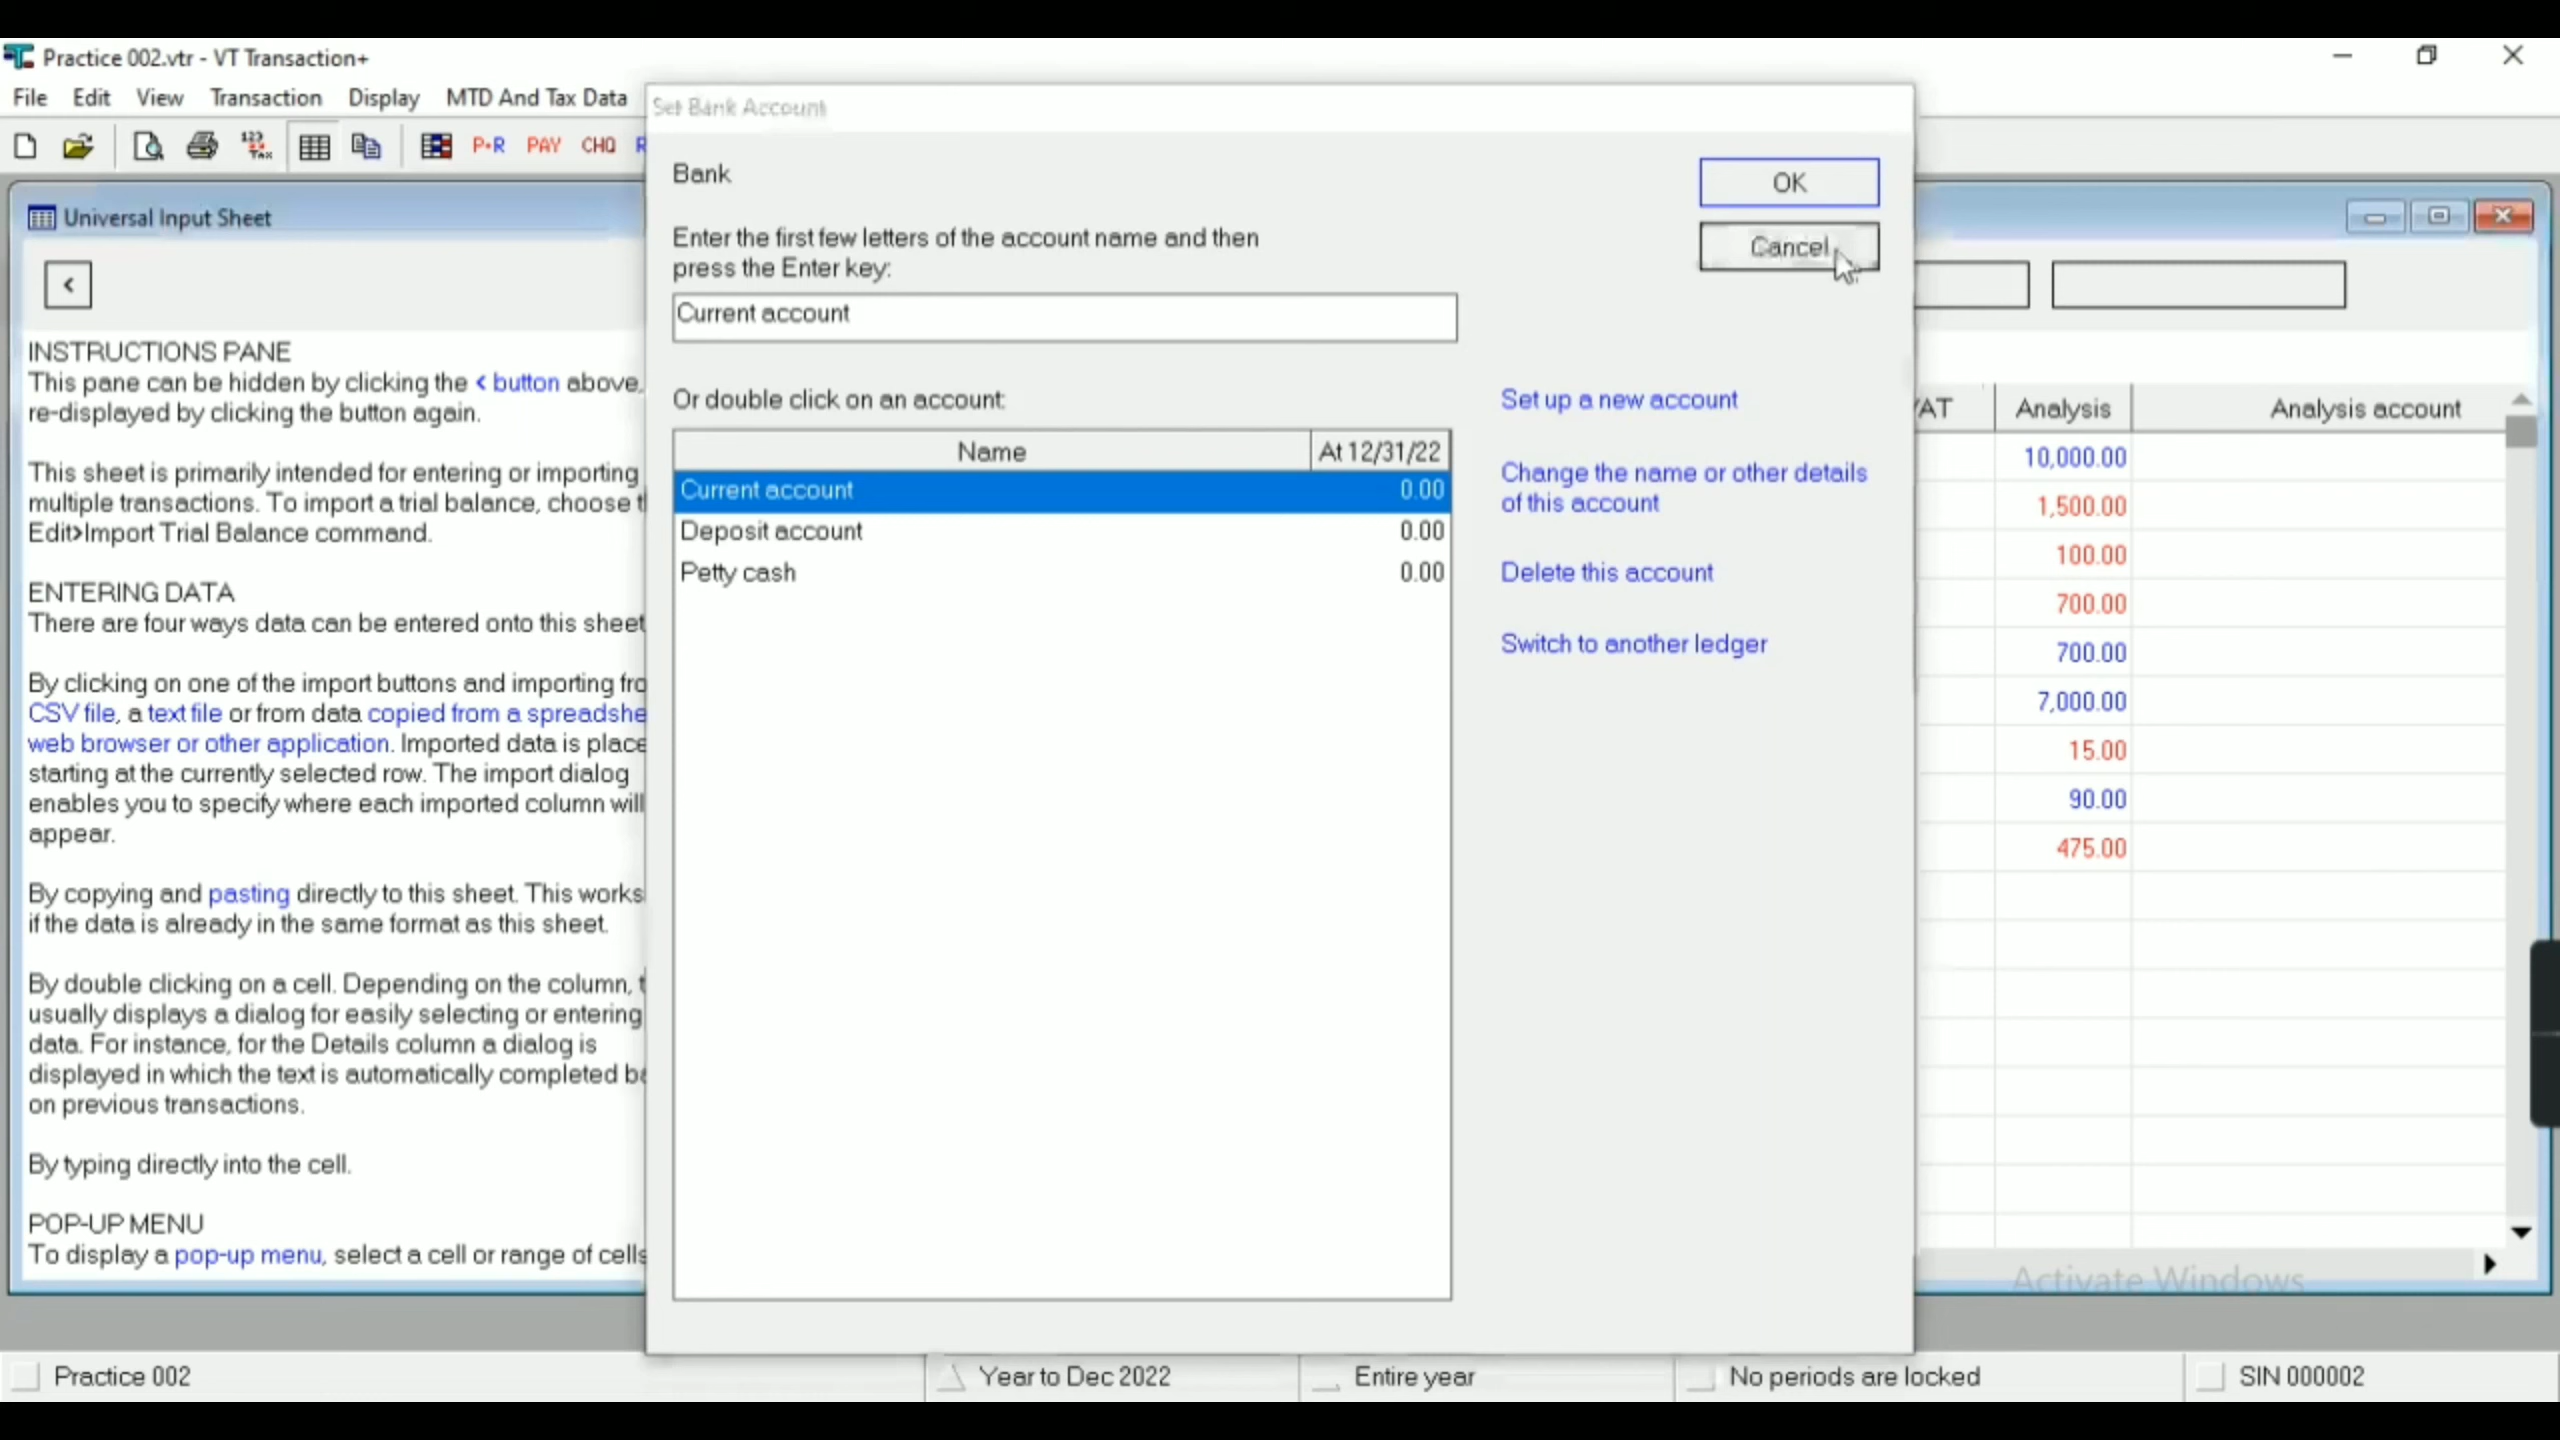 Practice 002.vtr - VT Transaction+
File Edit View Transaction Display MTD And Tax Data
P+R PAY CHQ
Set Bank Account
Bank
OK
Enter the first few letters of the account name and then
press the Enter key:
Cancel
Current account
Or double click on an account:
Name At 12/31/22
Current account 0.00
Deposit account 0.00
Petty cash 0.00
Set up a new account
Change the name or other details
of this account
Delete this account
Switch to another ledger
Universal Input Sheet
<
INSTRUCTIONS PANE
This pane can be hidden by clicking the < button above,
re-displayed by clicking the button again.
This sheet is primarily intended for entering or importing
multiple transactions. To import a trial balance, choose
Edit>Import Trial Balance command.
ENTERING DATA
There are four ways data can be entered onto this sheet
By clicking on one of the import buttons and importing
CSV file, a text file or from data copied from a
web browser or other application. Imported data is
starting at the currently selected row. The import dialog
enables you to specify where each imported column will
appear.
By copying and pasting directly to this sheet. This works
if the data is already in the same format as this sheet.
By double clicking on a cell. Depending on the column,
usually displays a dialog for easily selecting or entering
data. For instance, for the Details column a dialog is
displayed in which the text is automatically completed
on previous transactions.
By typing directly into the cell.
POP-UP MENU
To display a pop-up menu, select a cell or range of cells
Analysis Analysis account
10,000.00
1,500.00
100.00
700.00
700.00
7,000.00
15.00
90.00
475.00
Activate Windows
Practice 002 Year to Dec 2022 Entire year No periods are locked SIN 000002